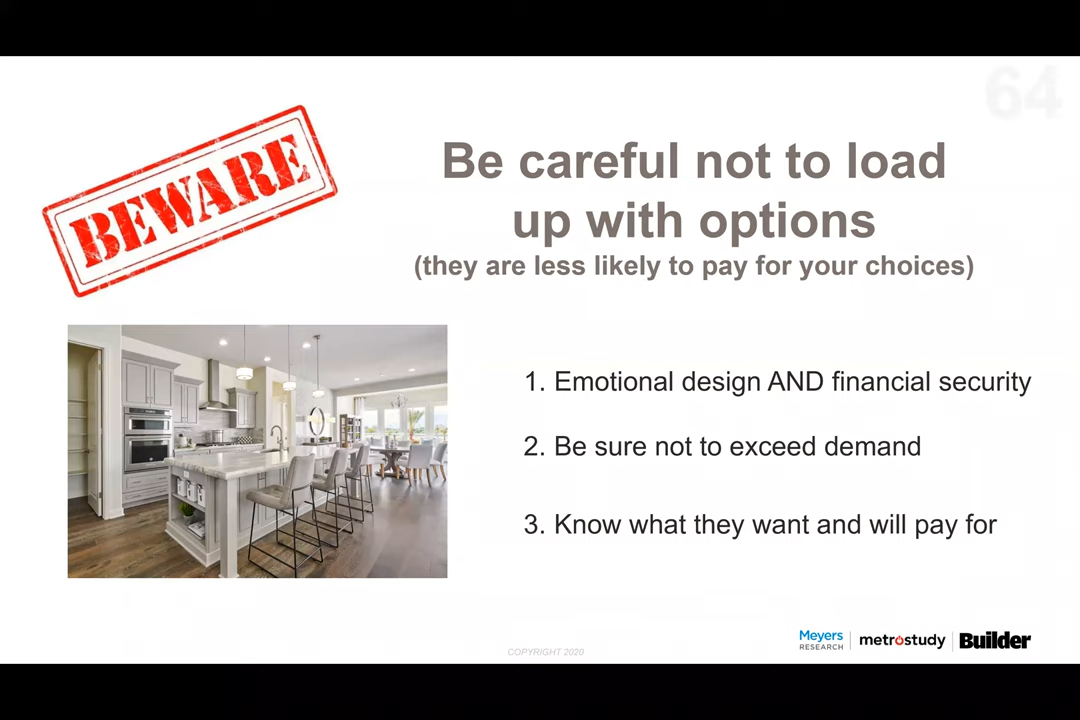 64
BEWARE
Be careful not to load
up with options
(they are less likely to pay for your choices)
1. Emotional design AND financial security
2. Be sure not to exceed demand
3. Know what they want and will pay for
COPYRIGHT 2020
Meyers
RESEARCH
metrostudy
Builder